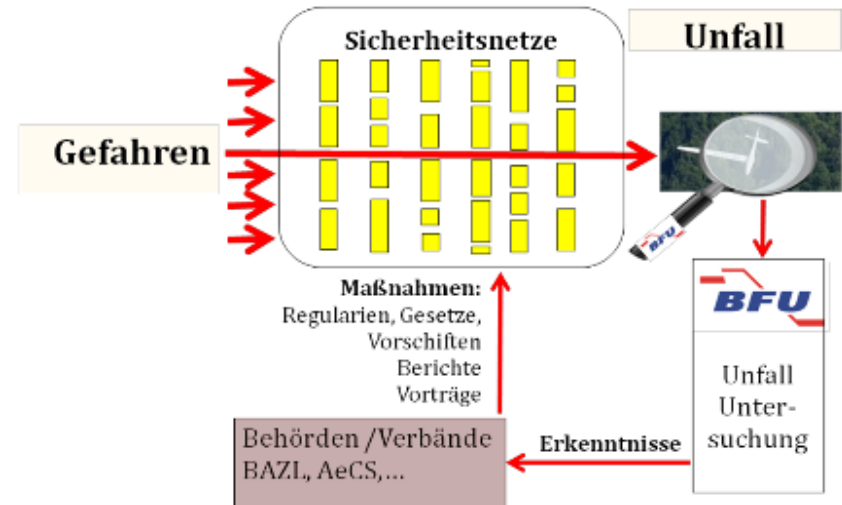 Sicherheitsnetze
Unfall
Gefahren
BFU
Maßnahmen:
Regularien, Gesetze,
Vorschiften
Berichte
Vorträge
BFU
Unfall
Unter-
suchung
Behörden /Verbände
BAZL, AeCS,...
Erkenntnisse